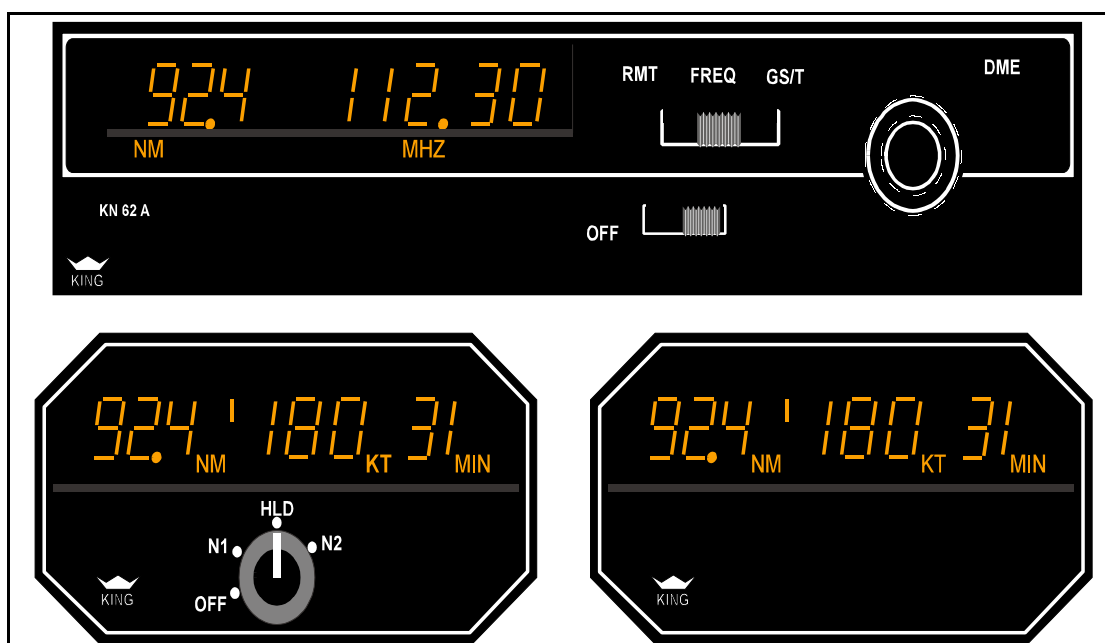 RMT FREQ GS/T DME
92.4 112.30
NM MHZ
KN 62 A
OFF
KING
92.4 ' 180 31
NM KT MIN
HLD
N1 N2
OFF
KING
92.4 ' 180 31
NM KT MIN
KING